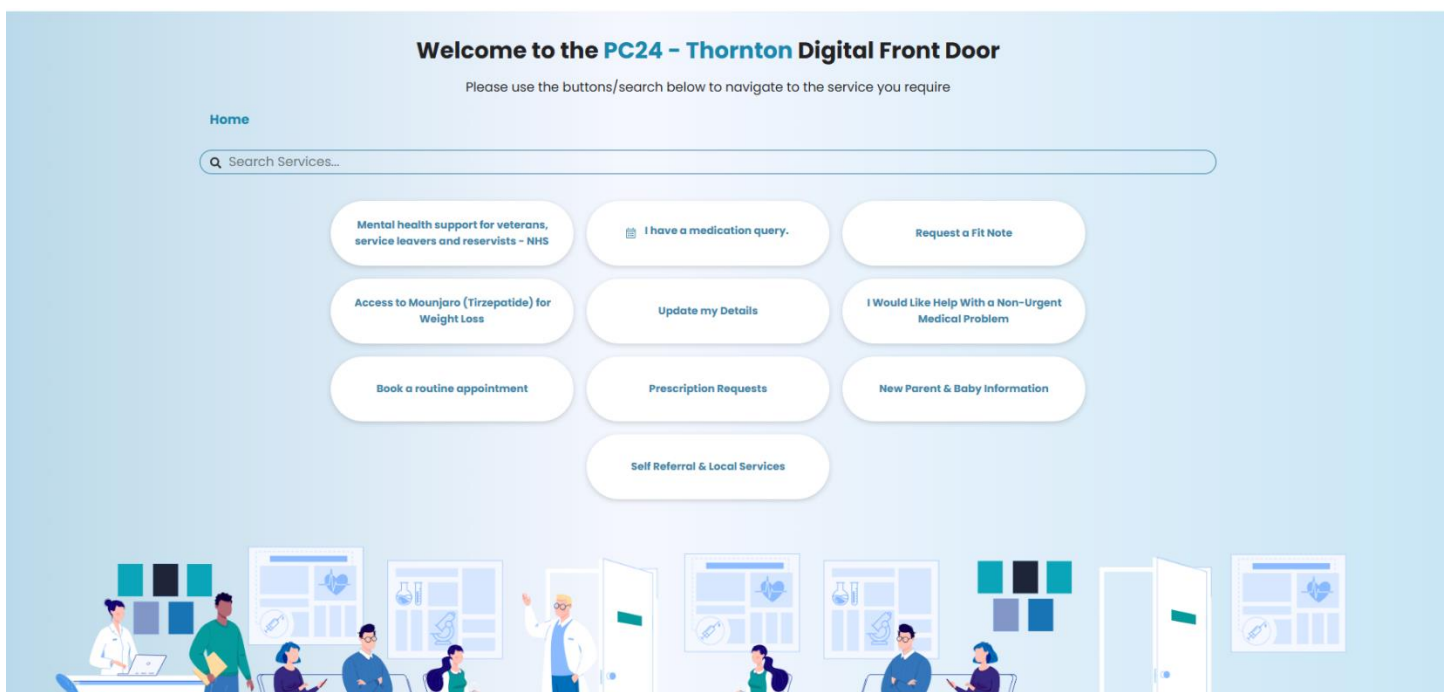 Welcome to the PC24 - Thornton Digital Front Door
Please use the buttons/search below to navigate to the service you require
Home
Search Services...
Mental health support for veterans,
service leavers and reservists - NHS
I have a medication query.
Request a Fit Note
Access to Mounjaro (Tirzepatide) for
Weight Loss
Update my Details
I Would Like Help With a Non-Urgent
Medical Problem
Book a routine appointment
Prescription Requests
New Parent & Baby Information
Self Referral & Local Services